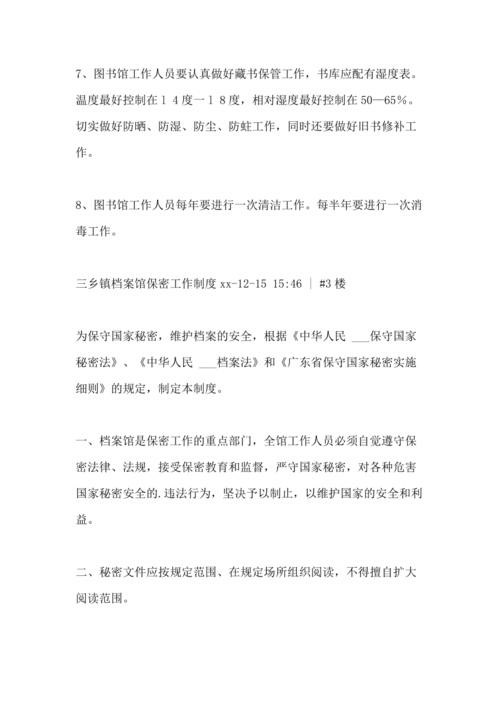 7、图书馆工作人员要认真做好藏书保管工作，书库应配有湿度表。
温度最好控制在ｌ４度一ｌ８度，相对湿度最好控制在 50—65％。
切实做好防晒、防湿、防尘、防蛀工作，同时还要做好旧书修补工
作。
8、图书馆工作人员每年要进行一次清洁工作。每半年要进行一次消
毒工作。
三乡镇档案馆保密工作制度 xx-12-15 15:46 | #3 楼
为保守国家秘密，维护档案的安全，根据《中华人民 ___保守国家
秘密法》、《中华人民 ___档案法》和《广东省保守国家秘密实施
细则》的规定，制定本制度。
一、档案馆是保密工作的重点部门，全馆工作人员必须自觉遵守保
密法律、法规，接受保密教育和监督，严守国家秘密，对各种危害
国家秘密安全的.违法行为，坚决予以制止，以维护国家的安全和利
益。
二、秘密文件应按规定范围、在规定场所组织阅读，不得擅自扩大
阅读范围。